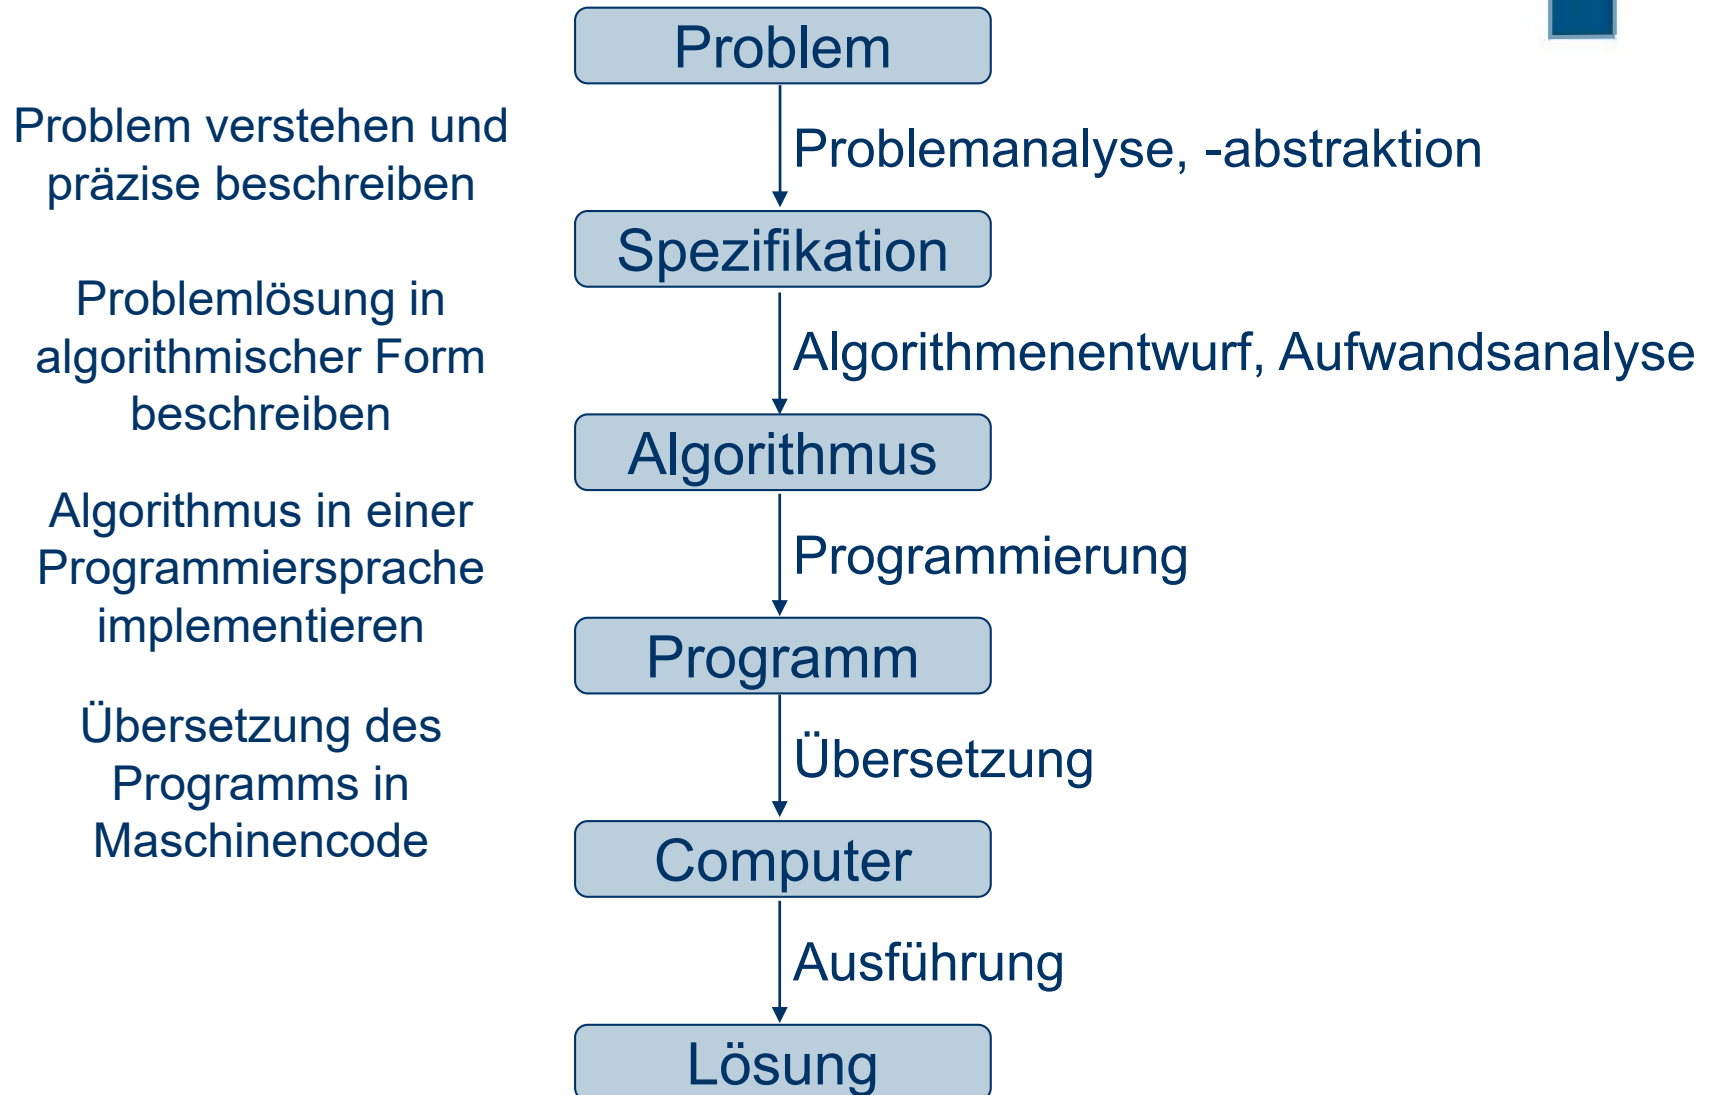 Problem
Problem verstehen und
präzise beschreiben
Problemanalyse, -abstraktion
Spezifikation
Problemlösung in
algorithmischer Form
beschreiben
Algorithmenentwurf, Aufwandsanalyse
Algorithmus
Algorithmus in einer
Programmiersprache
implementieren
Programmierung
Programm
Übersetzung des
Programms in
Maschinencode
Übersetzung
Computer
Ausführung
Lösung